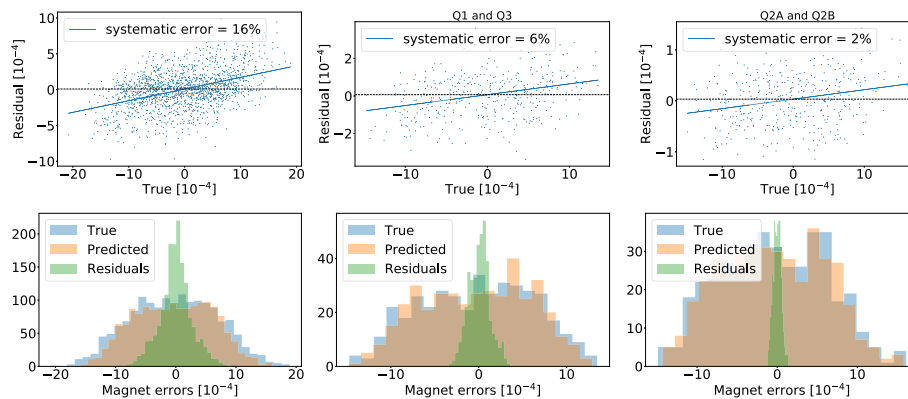 Q1 and Q3
Q2A and Q2B
10
5
0
−5
−10
Residual [10⁻⁴]
systematic error = 16%
−20 −10 0 10 20
True [10⁻⁴]
2
0
−2
Residual [10⁻⁴]
systematic error = 6%
−10 0 10
True [10⁻⁴]
1
0
−1
Residual [10⁻⁴]
systematic error = 2%
−10 0 10
True [10⁻⁴]
200
150
100
50
0
True
Predicted
Residuals
−20 −10 0 10 20
Magnet errors [10⁻⁴]
40
20
0
True
Predicted
Residuals
−10 0 10
Magnet errors [10⁻⁴]
30
20
10
0
True
Predicted
Residuals
−10 0 10
Magnet errors [10⁻⁴]